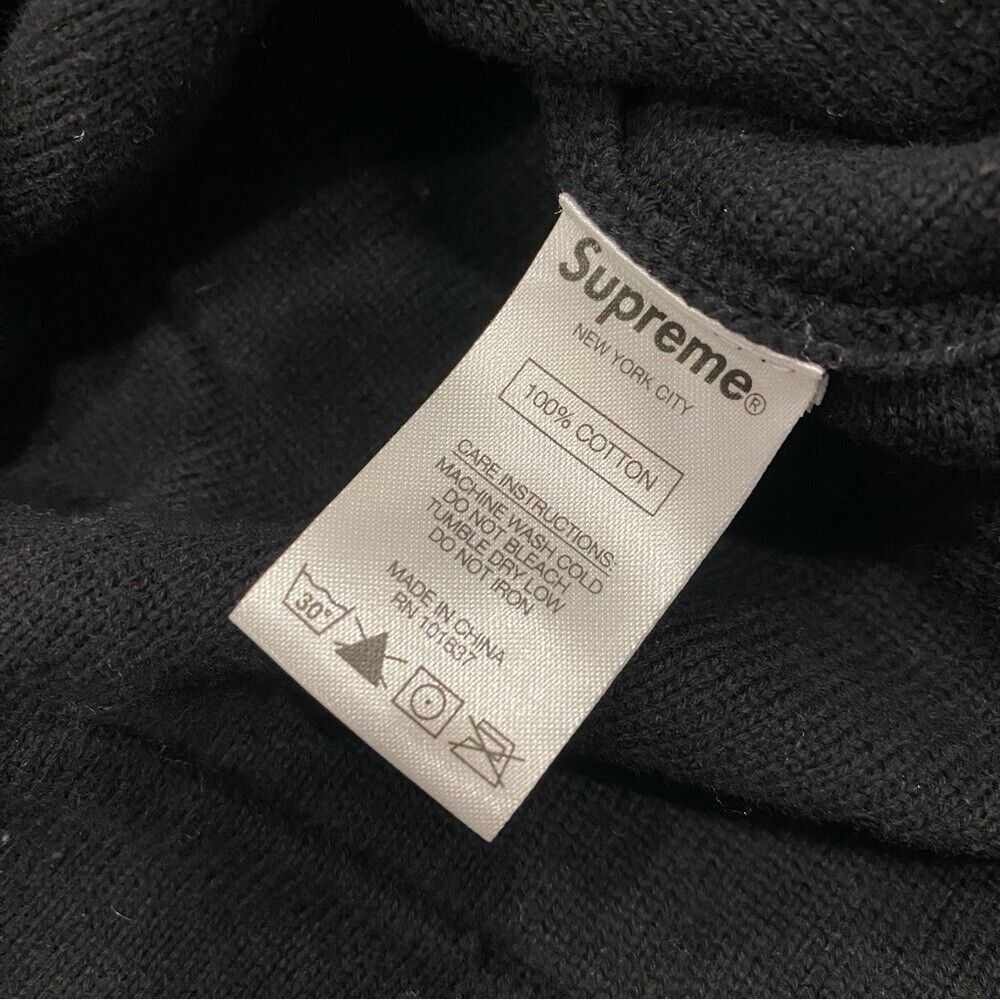 Supreme®
NEW YORK CITY
100% COTTON
CARE INSTRUCTIONS:
MACHINE WASH COLD
DO NOT BLEACH
TUMBLE DRY LOW
DO NOT IRON
MADE IN CHINA
RN 101837
30°